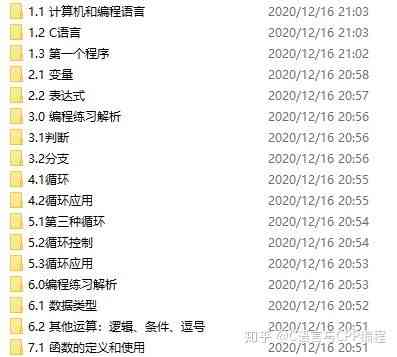 1.1 计算机和编程语言 2020/12/16 21:03
1.2 C语言 2020/12/16 21:03
1.3 第一个程序 2020/12/16 21:02
2.1 变量 2020/12/16 20:58
2.2 表达式 2020/12/16 20:57
3.0 编程练习解析 2020/12/16 20:56
3.1判断 2020/12/16 20:56
3.2分支 2020/12/16 20:56
4.1循环 2020/12/16 20:55
4.2循环应用 2020/12/16 20:55
5.1第三种循环 2020/12/16 20:54
5.2循环控制 2020/12/16 20:54
5.3循环应用 2020/12/16 20:53
6.0编程练习解析 2020/12/16 20:53
6.1 数据类型 2020/12/16 20:52
6.2 其他运算：逻辑、条件、逗号 2020/12/16 20:51
知乎 @C语言与CPP编程
7.1 函数的定义和使用 2020/12/16 20:51